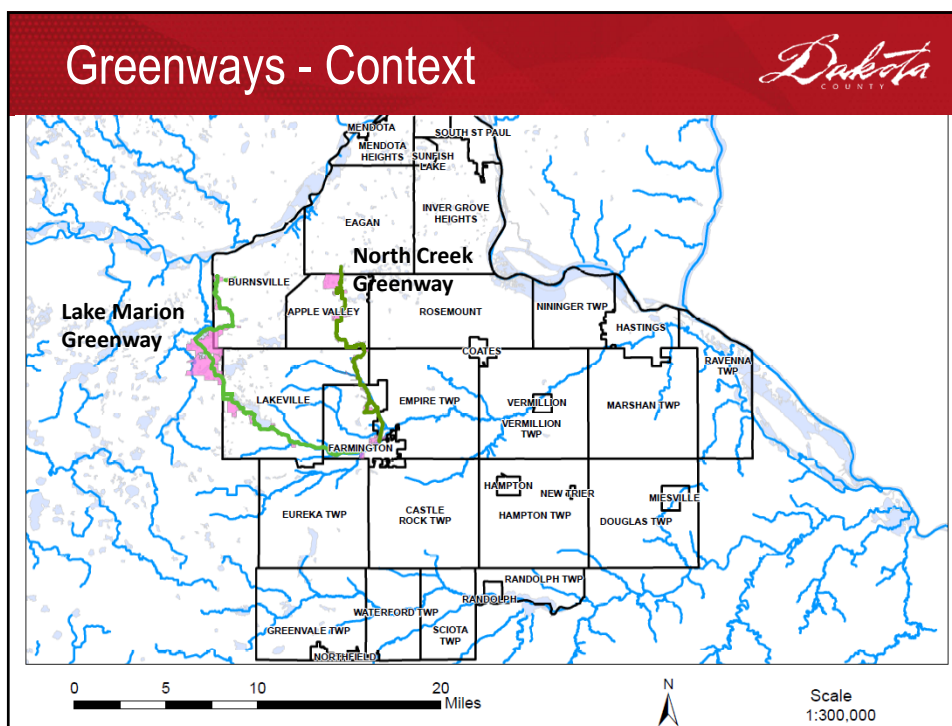 Greenways - Context
Dakota
COUNTY
MENDOTA
SOUTH ST PAUL
MENDOTA
HEIGHTS
SUNFISH
LAKE
INVER GROVE
HEIGHTS
EAGAN
North Creek
Greenway
BURNSVILLE
Lake Marion
Greenway
APPLE VALLEY
ROSEMOUNT
NININGER TWP
HASTINGS
COATES
RAVENNA
TWP
LAKEVILLE
EMPIRE TWP
VERMILLION
MARSHAN TWP
VERMILLION
TWP
FARMINGTON
HAMPTON
NEW TRIER
MIESVILLE
EUREKA TWP
CASTLE
ROCK TWP
HAMPTON TWP
DOUGLAS TWP
RANDOLPH TWP
RANDOLPH
WATEREORD TWP
GREENVALE TWP
SCIOTA
TWP
NORTHFIELD
0 5 10 20
Miles
N
Scale
1:300,000